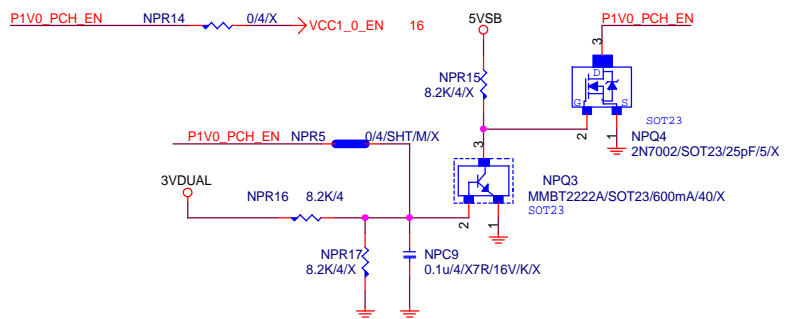 P1V0_PCH_EN NPR14 0/4/X VCC1_0_EN 16
5VSB
P1V0_PCH_EN
3
D
G S
SOT23
2 1
NPQ4
2N7002/SOT23/25pF/5/X
NPR15
8.2K/4/X
P1V0_PCH_EN NPR5 0/4/SHT/M/X
3
NPQ3
MMBT2222A/SOT23/600mA/40/X
SOT23
2 1
3VDUAL
NPR16 8.2K/4
NPR17
8.2K/4/X
NPC9
0.1u/4/X7R/16V/K/X